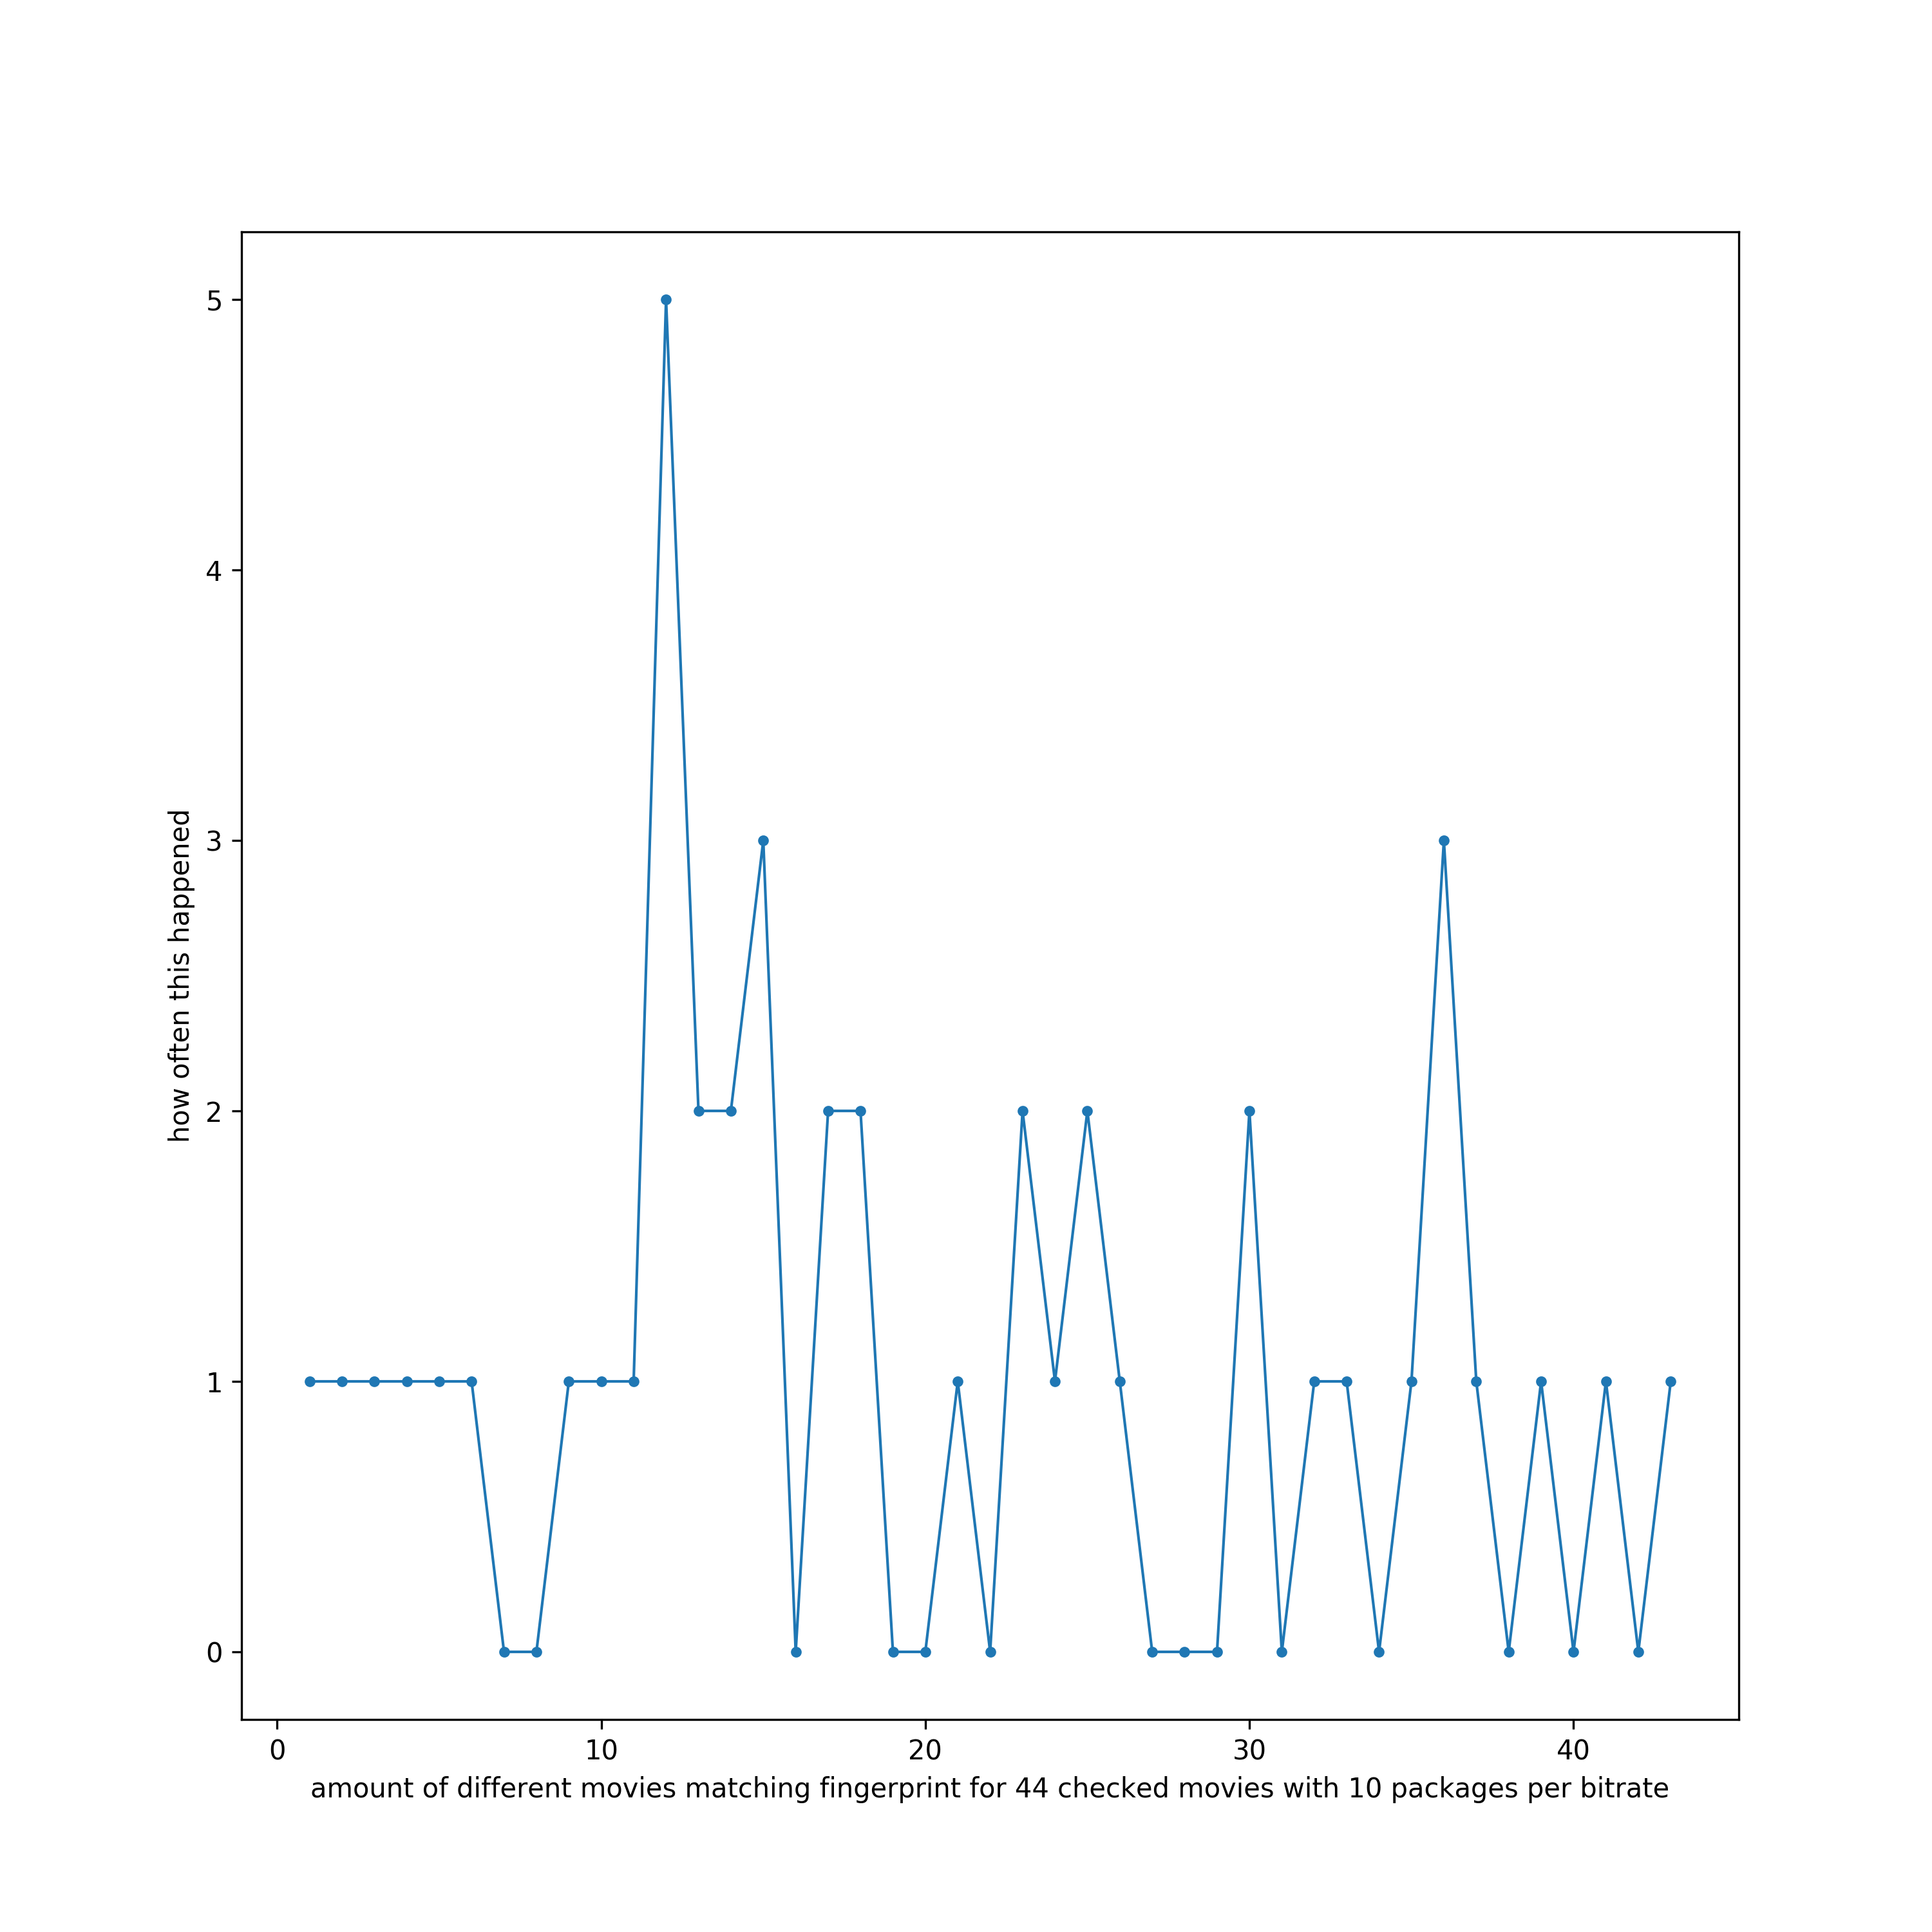 5
4
3
2
1
0
how often this happened
0 10 20 30 40
amount of different movies matching fingerprint for 44 checked movies with 10 packages per bitrate